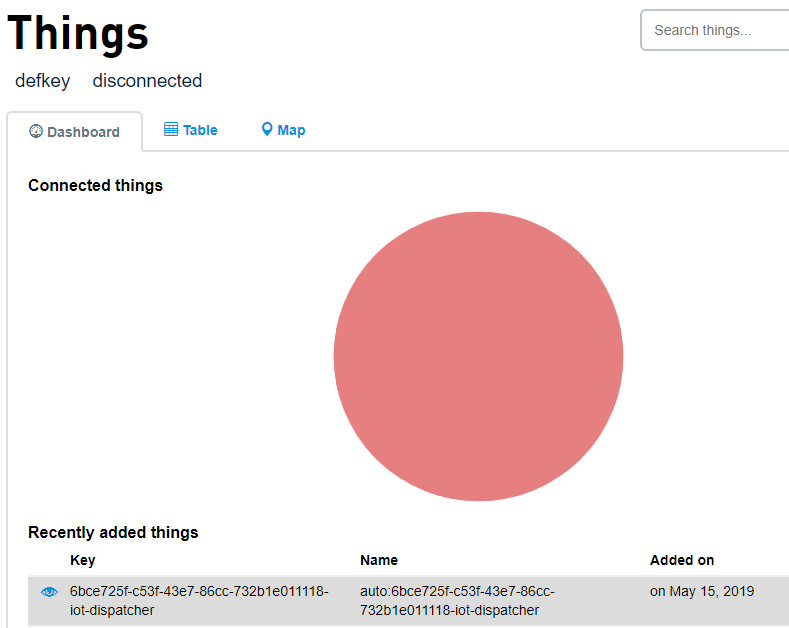 Things
Search things...
defkey disconnected
Dashboard Table Map
Connected things
Recently added things
Key Name Added on
6bce725f-c53f-43e7-86cc-732b1e011118- auto:6bce725f-c53f-43e7-86cc- on May 15, 2019
iot-dispatcher 732b1e011118-iot-dispatcher